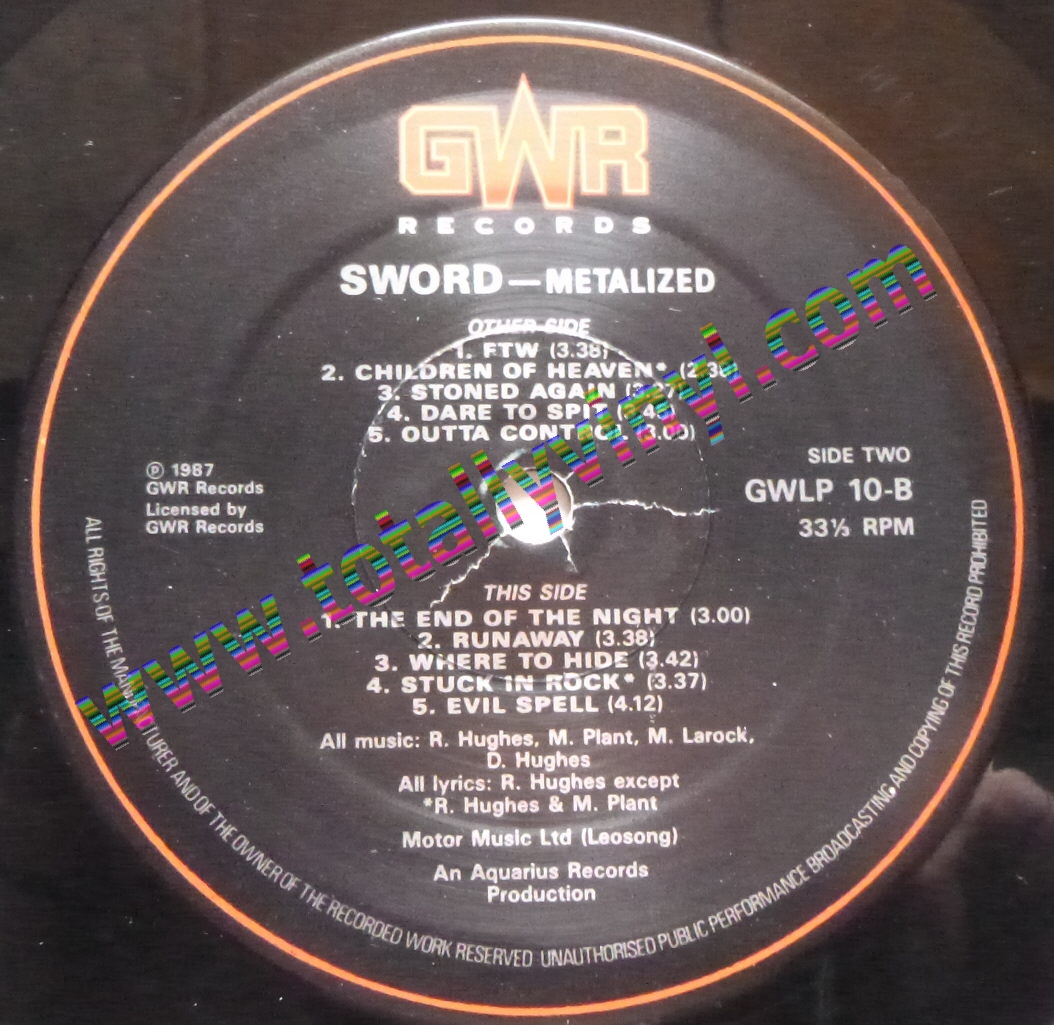 GWR
RECORDS
SWORD—METALIZED
OTHER SIDE
1. FTW (3.38)
2. CHILDREN OF HEAVEN* (2.38)
3. STONED AGAIN
4. DARE TO SPIT
5. OUTTA CONTROL (3.00)
℗ 1987
GWR Records
Licensed by
GWR Records
SIDE TWO
GWLP 10-B
33⅓ RPM
www.totallyvinyl.com
THIS SIDE
1. THE END OF THE NIGHT (3.00)
2. RUNAWAY (3.38)
3. WHERE TO HIDE (3.42)
4. STUCK IN ROCK* (3.37)
5. EVIL SPELL (4.12)
All music: R. Hughes, M. Plant, M. Larock,
D. Hughes
All lyrics: R. Hughes except
*R. Hughes & M. Plant
Motor Music Ltd (Leosong)
An Aquarius Records
Production
ALL RIGHTS OF THE MANUFACTURER AND OF THE OWNER OF THE RECORDED WORK RESERVED UNAUTHORISED PUBLIC PERFORMANCE BROADCASTING AND COPYING OF THIS RECORD PROHIBITED